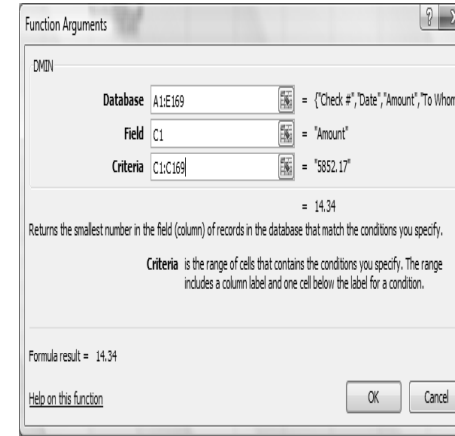 Function Arguments
DMIN
Database A1:E169 = {"Check #","Date","Amount","To Whom
Field C1 = "Amount"
Criteria C1:C169 = "5852.17"
= 14.34
Returns the smallest number in the field (column) of records in the database that match the conditions you specify.
Criteria is the range of cells that contains the conditions you specify. The range
includes a column label and one cell below the label for a condition.
Formula result = 14.34
Help on this function OK Cancel